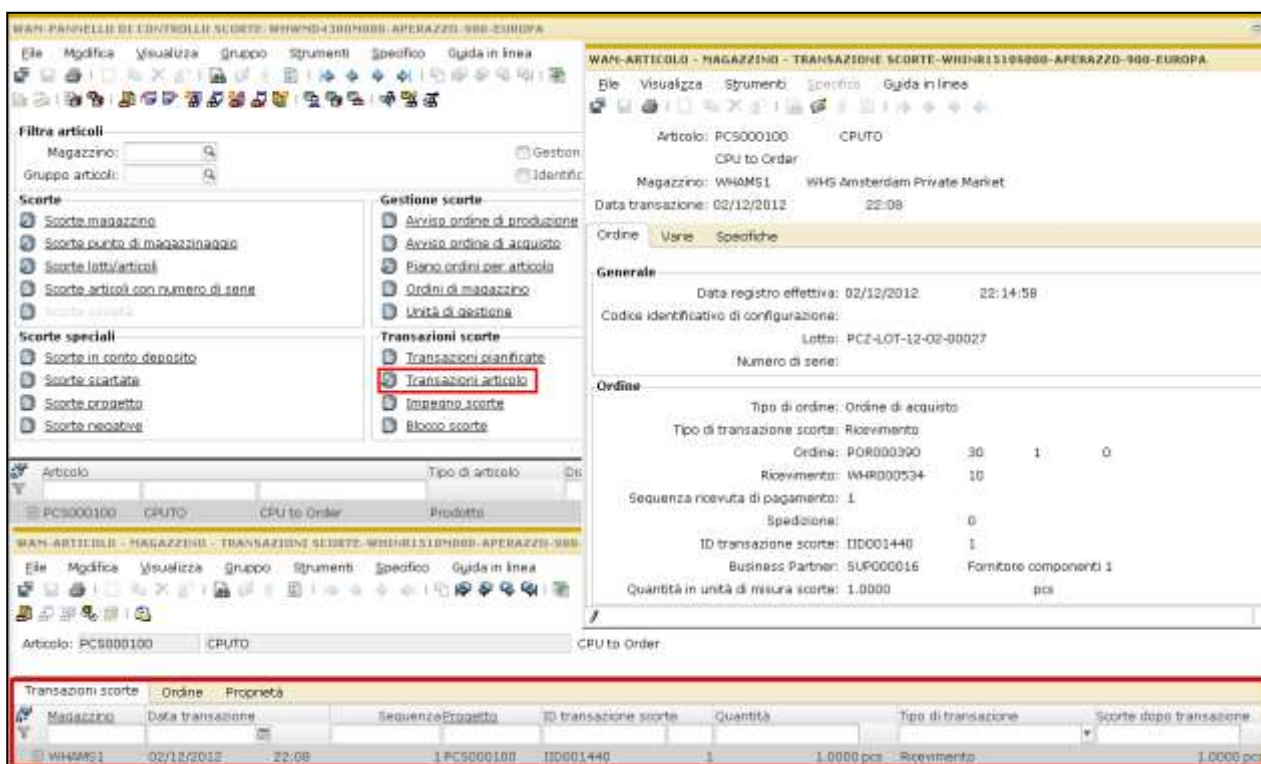 WAM-PANNELLO DI CONTROLLO SCORTE-WHWND4300M000-APERAZZO-900-EUROPA
File Modifica Visualizza Gruppo Strumenti Specifico Guida in linea
Filtra articoli
Magazzino:
Gestion
Gruppo articoli:
Identific
Scorte
Gestione scorte
Scorte magazzino
Avviso ordine di produzione
Scorte punto di magazzinaggio
Avviso ordine di acquisto
Scorte lotti/articoli
Piano ordini per articolo
Scorte articoli con numero di serie
Ordini di magazzino
Unità di gestione
Scorte speciali
Transazioni scorte
Scorte in conto deposito
Transazioni pianificate
Scorte scartate
Transazioni articolo
Scorte progetto
Impegno scorte
Scorte negative
Blocco scorte
Articolo Tipo di articolo
PCS000100 CPUTO CPU to Order Prodotto
WAM-ARTICOLO - MAGAZZINO - TRANSAZIONE SCORTE-WHINR1510S000-APERAZZO-900-EUROPA
File Visualizza Strumenti Specifico Guida in linea
Articolo: PCS000100 CPUTO
CPU to Order
Magazzino: WHAMS1 WHS Amsterdam Private Market
Data transazione: 02/12/2012 22:08
Ordine Varie Specifiche
Generale
Data registro effettiva: 02/12/2012 22:14:58
Codice identificativo di configurazione:
Lotto: PCZ-LOT-12-02-00027
Numero di serie:
Ordine
Tipo di ordine: Ordine di acquisto
Tipo di transazione scorte: Ricevimento
Ordine: POR000390 30 1 0
Ricevimento: WHR000534 10
Sequenza ricevuta di pagamento: 1
Spedizione: 0
ID transazione scorte: IID001440 1
Business Partner: SUP000016 Fornitore componenti 1
Quantità in unità di misura scorte: 1.0000 pcs
WAM-ARTICOLO - MAGAZZINO - TRANSAZIONI SCORTE-WHINR1510M000-APERAZZO-900-
File Modifica Visualizza Gruppo Strumenti Specifico Guida in linea
Articolo: PCS000100 CPUTO CPU to Order
Transazioni scorte Ordine Proprietà
Magazzino Data transazione Sequenza Progetto ID transazione scorte Quantità Tipo di transazione Scorte dopo transazione
WHAMS1 02/12/2012 22:08 1 PCS000100 IID001440 1 1.0000 pcs Ricevimento 1.0000 pcs